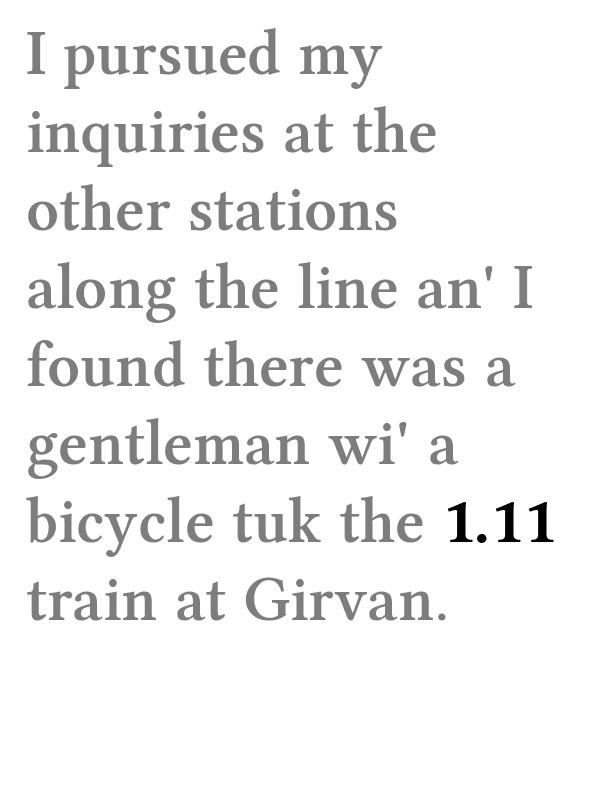 I pursued my
inquiries at the
other stations
along the line an' I
found there was a
gentleman wi' a
bicycle tuk the 1.11
train at Girvan.